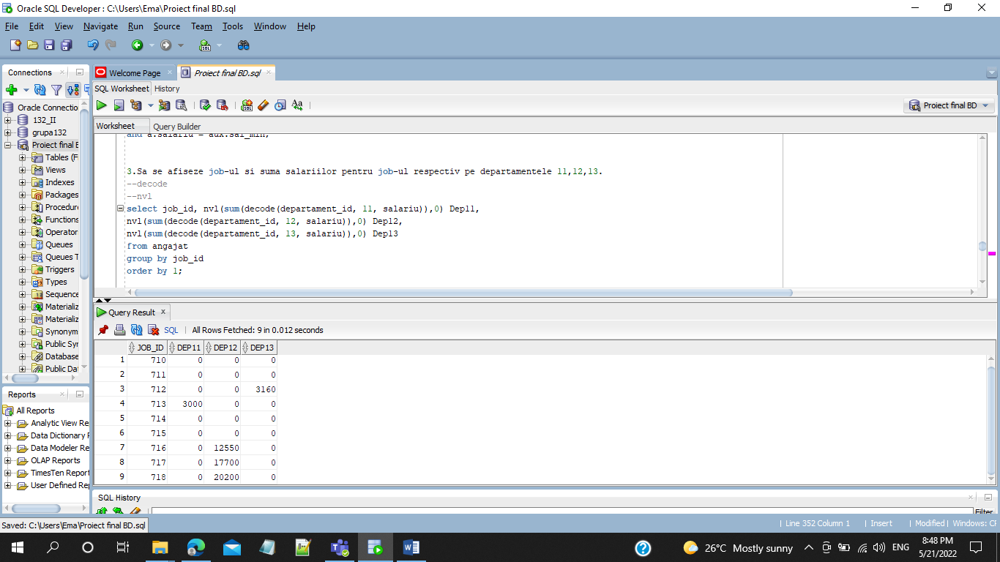 Oracle SQL Developer : C:\Users\Ema\Proiect final BD.sql
File Edit View Navigate Run Source Team Tools Window Help
Connections
Oracle Connectio
132_II
grupa132
Proiect final B
Tables (F
Views
Indexes
Packages
Procedur
Functions
Operator
Queues
Queues T
Triggers
Types
Sequence
Materializ
Materializ
Synonym
Public Syn
Database
Public Da
Reports
All Reports
Analytic View Re
Data Dictionary R
Data Modeler Re
OLAP Reports
TimesTen Report
User Defined Rep
Welcome Page
Proiect final BD.sql
SQL Worksheet History
Proiect final BD
Worksheet Query Builder
and a.salariu = aux.sal_min;
3.Sa se afiseze job-ul si suma salariilor pentru job-ul respectiv pe departamentele 11,12,13.
--decode
--nvl
select job_id, nvl(sum(decode(departament_id, 11, salariu)),0) Dep11,
nvl(sum(decode(departament_id, 12, salariu)),0) Dep12,
nvl(sum(decode(departament_id, 13, salariu)),0) Dep13
from angajat
group by job_id
order by 1;
Query Result x
SQL | All Rows Fetched: 9 in 0.012 seconds
JOB_ID DEP11 DEP12 DEP13
1 710 0 0 0
2 711 0 0 0
3 712 0 0 3160
4 713 3000 0 0
5 714 0 0 0
6 715 0 0 0
7 716 0 12550 0
8 717 0 17700 0
9 718 0 20200 0
SQL History
Filter
Saved: C:\Users\Ema\Proiect final BD.sql
| Line 352 Column 1 | Insert | Modified | Windows: CF
26°C Mostly sunny ENG
8:48 PM
5/21/2022